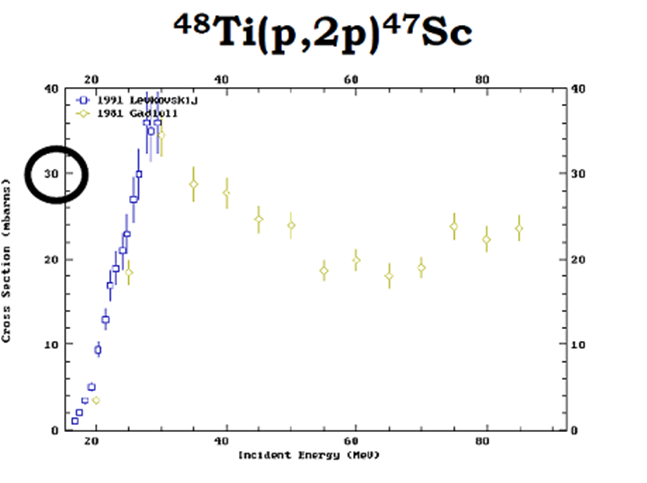 ⁴⁸Ti(p,2p)⁴⁷Sc
20 40 60 80
40 40
1991 Levkovskij
1981 Gadioli
30 30
20 20
10 10
0 0
Cross Section (mbarns)
20 40 60 80
Incident Energy (MeV)